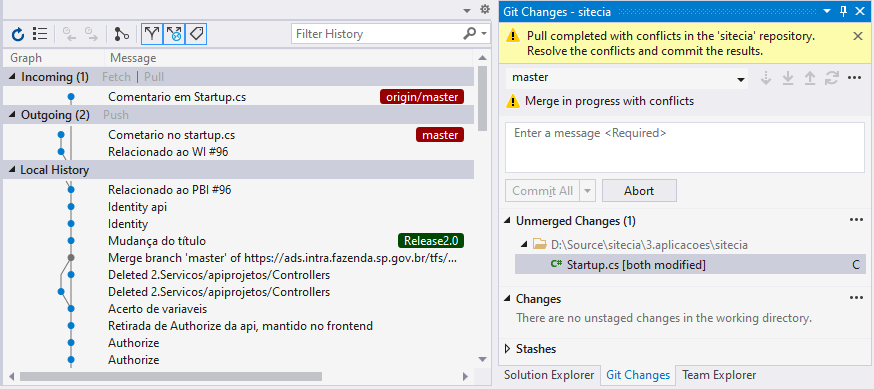 Filter History
Graph Message
Incoming (1) Fetch | Pull
Comentario em Startup.cs origin/master
Outgoing (2) Push
Cometario no startup.cs master
Relacionado ao WI #96
Local History
Relacionado ao PBI #96
Identity api
Identity
Mudança do título Release2.0
Merge branch 'master' of https://ads.intra.fazenda.sp.gov.br/tfs/...
Deleted 2.Servicos/apiprojetos/Controllers
Deleted 2.Servicos/apiprojetos/Controllers
Acerto de variaveis
Retirada de Authorize da api, mantido no frontend
Authorize
Authorize
Git Changes - sitecia
Pull completed with conflicts in the 'sitecia' repository.
Resolve the conflicts and commit the results.
master
Merge in progress with conflicts
Enter a message <Required>
Commit All Abort
Unmerged Changes (1)
D:\Source\sitecia\3.aplicacoes\sitecia
C# Startup.cs [both modified] C
Changes
There are no unstaged changes in the working directory.
Stashes
Solution Explorer Git Changes Team Explorer